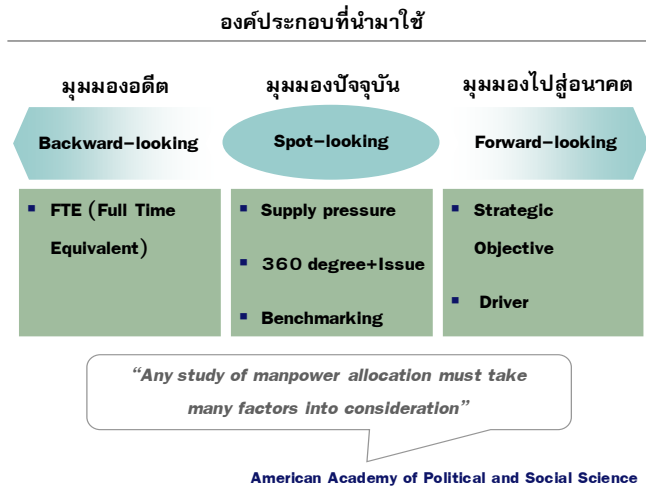 องค์ประกอบที่นำมาใช้
มุมมองอดีต
Backward-looking
▪ FTE (Full Time
Equivalent)
มุมมองปัจจุบัน
Spot-looking
▪ Supply pressure
▪ 360 degree+Issue
▪ Benchmarking
มุมมองไปสู่อนาคต
Forward-looking
▪ Strategic
Objective
▪ Driver
“Any study of manpower allocation must take
many factors into consideration”
American Academy of Political and Social Science